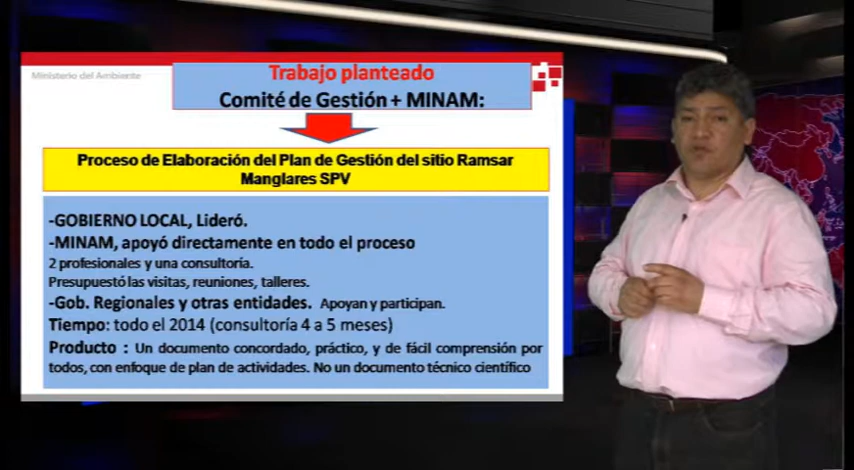 Ministerio del Ambiente
Trabajo planteado
Comité de Gestión + MINAM:
Proceso de Elaboración del Plan de Gestión del sitio Ramsar
Manglares SPV
-GOBIERNO LOCAL, Lideró.
-MINAM, apoyó directamente en todo el proceso
2 profesionales y una consultoría.
Presupuestó las visitas, reuniones, talleres.
-Gob. Regionales y otras entidades. Apoyan y participan.
Tiempo: todo el 2014 (consultoría 4 a 5 meses)
Producto : Un documento concordado, práctico, y de fácil comprensión por
todos, con enfoque de plan de actividades. No un documento técnico científico